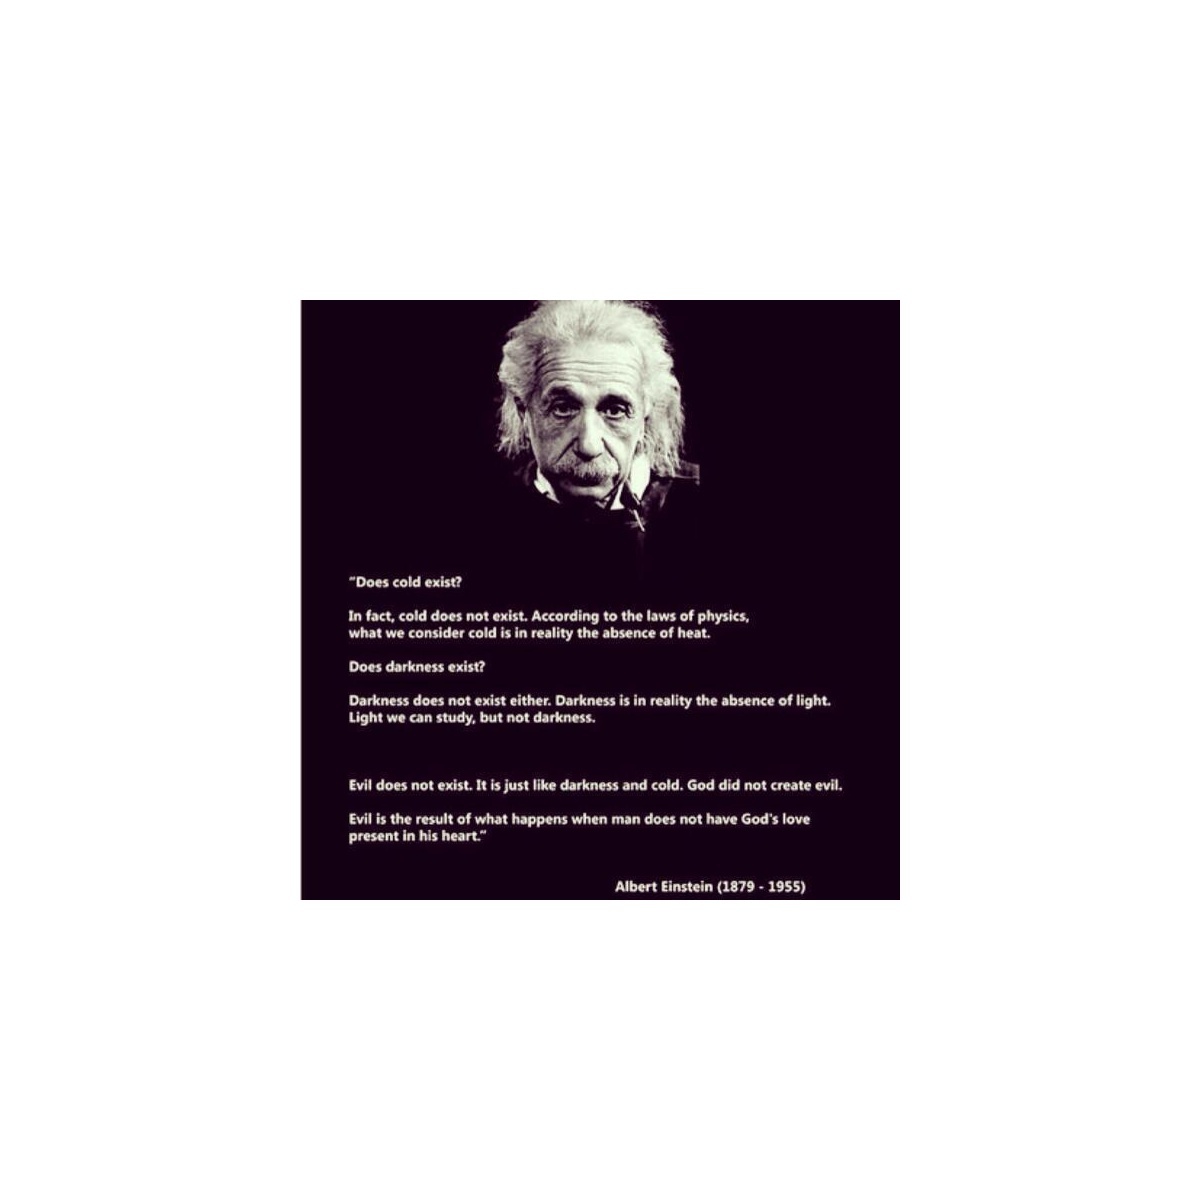 "Does cold exist?
In fact, cold does not exist. According to the laws of physics,
what we consider cold is in reality the absence of heat.
Does darkness exist?
Darkness does not exist either. Darkness is in reality the absence of light.
Light we can study, but not darkness.
Evil does not exist. It is just like darkness and cold. God did not create evil.
Evil is the result of what happens when man does not have God's love
present in his heart."
Albert Einstein (1879 - 1955)